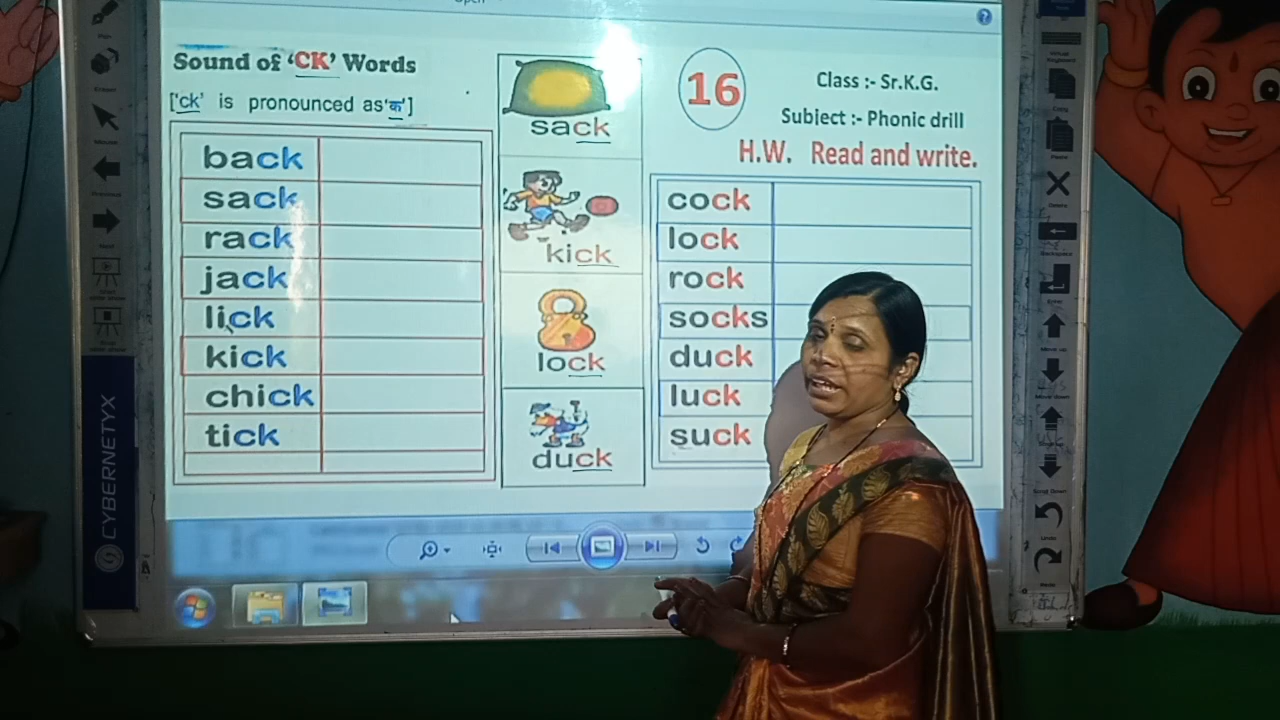 Sound of ‘CK’ Words
[‘ck’ is pronounced as ‘क’]
back
sack
rack
jack
lick
kick
chick
tick
sack
kick
lock
duck
16
Class :- Sr.K.G.
Subject :- Phonic drill
H.W. Read and write.
cock
lock
rock
socks
duck
luck
suck
CYBERNETYX